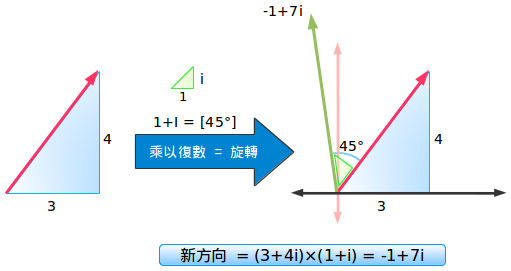 -1+7i
i
1
1+I = [45°]
乘以復數 = 旋轉
4
3
45°
4
3
新方向 = (3+4i)×(1+i) = -1+7i